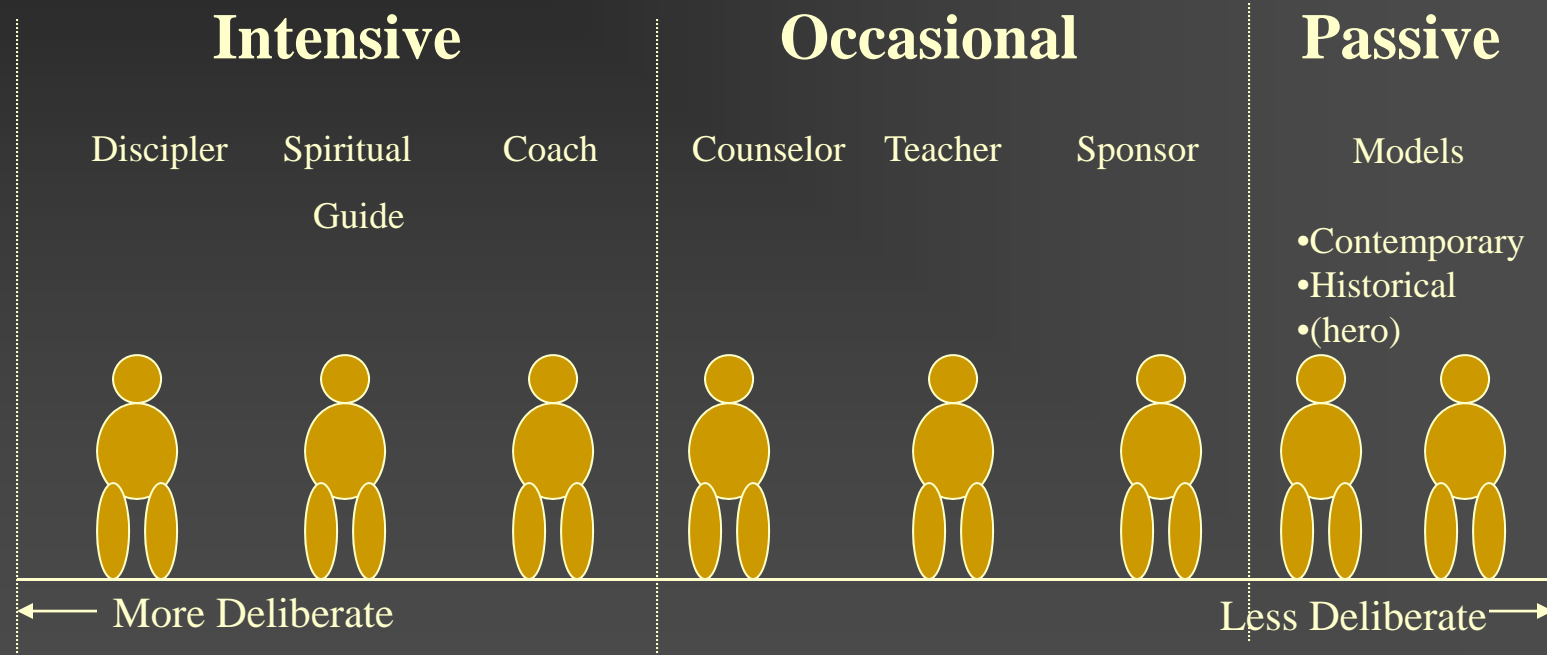 Intensive
Occasional
Passive
Discipler
Spiritual
Guide
Coach
Counselor
Teacher
Sponsor
Models
•Contemporary
•Historical
•(hero)
More Deliberate
Less Deliberate